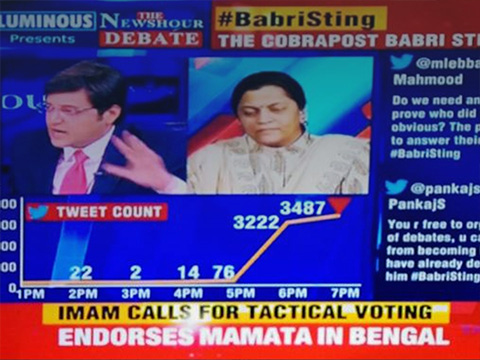 LUMINOUS
Presents
THE
NEWSHOUR
DEBATE
#BabriSting
THE COBRAPOST BABRI
@mlebba
Mahmood
Do we need an
prove who did
obvious? The p
to answer thei
#BabriSting
@pankajs
PankajS
You r free to or
of debates, u c
from becoming
have already de
him #BabriSting
TWEET COUNT
22 2 14 76 3222 3487
0
1PM 2PM 3PM 4PM 5PM 6PM 7PM
IMAM CALLS FOR TACTICAL VOTING
ENDORSES MAMATA IN BENGAL